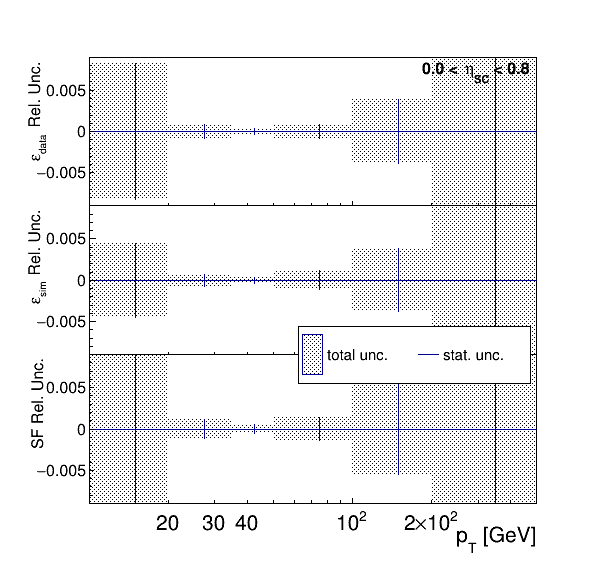 0.0 < η_SC < 0.8
ε_data Rel. Unc.
0.005
0
−0.005
ε_sim Rel. Unc.
0.005
0
−0.005
total unc.
stat. unc.
SF Rel. Unc.
0.005
0
−0.005
20 30 40 10² 2×10²
p_T [GeV]